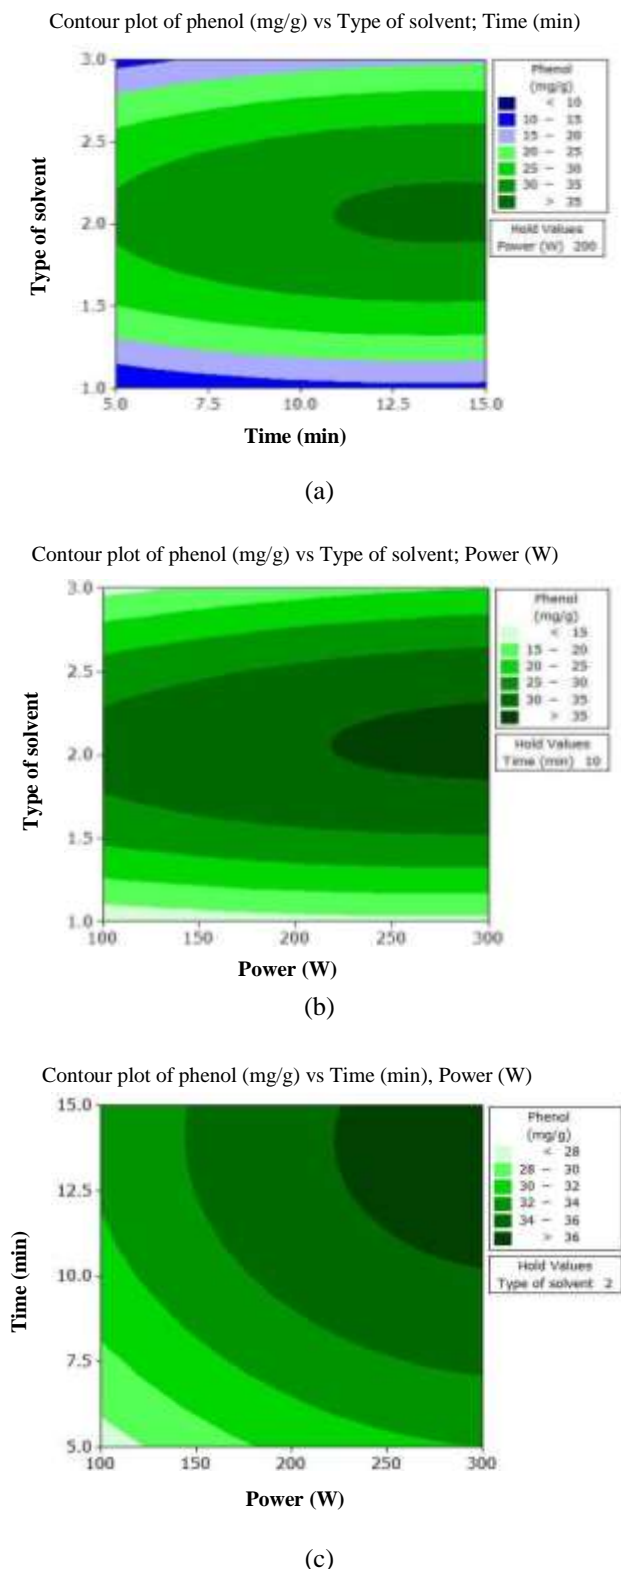 Contour plot of phenol (mg/g) vs Type of solvent; Time (min)
3.0
2.5
2.0
1.5
1.0
Type of solvent
5.0 7.5 10.0 12.5 15.0
Time (min)
Phenol
(mg/g)
< 10
10 – 15
15 – 20
20 – 25
25 – 30
30 – 35
> 35
Hold Values
Power (W) 200
(a)
Contour plot of phenol (mg/g) vs Type of solvent; Power (W)
3.0
2.5
2.0
1.5
1.0
Type of solvent
100 150 200 250 300
Power (W)
Phenol
(mg/g)
< 15
15 – 20
20 – 25
25 – 30
30 – 35
> 35
Hold Values
Time (min) 10
(b)
Contour plot of phenol (mg/g) vs Time (min), Power (W)
15.0
12.5
10.0
7.5
5.0
Time (min)
100 150 200 250 300
Power (W)
Phenol
(mg/g)
< 28
28 – 30
30 – 32
32 – 34
34 – 36
> 36
Hold Values
Type of solvent 2
(c)